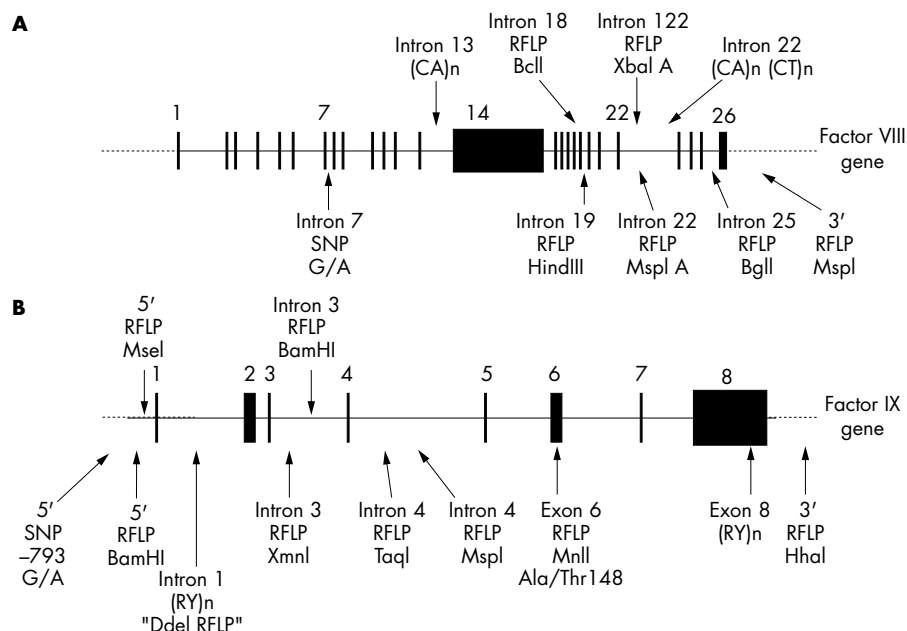 A
Intron 13
(CA)n
Intron 18
RFLP
BclI
Intron 122
RFLP
XbaI A
Intron 22
(CA)n (CT)n
1
7
14
22
26
Factor VIII
gene
Intron 7
SNP
G/A
Intron 19
RFLP
HindIII
Intron 22
RFLP
MspI A
Intron 25
RFLP
BglI
3′
RFLP
MspI
B
5′
RFLP
MseI
Intron 3
RFLP
BamHI
1
2
3
4
5
6
7
8
Factor IX
gene
5′
SNP
–793
G/A
5′
RFLP
BamHI
Intron 1
(RY)n
"DdeI RFLP"
Intron 3
RFLP
XmnI
Intron 4
RFLP
TaqI
Intron 4
RFLP
MspI
Exon 6
RFLP
MnlI
Ala/Thr148
Exon 8
(RY)n
3′
RFLP
HhaI